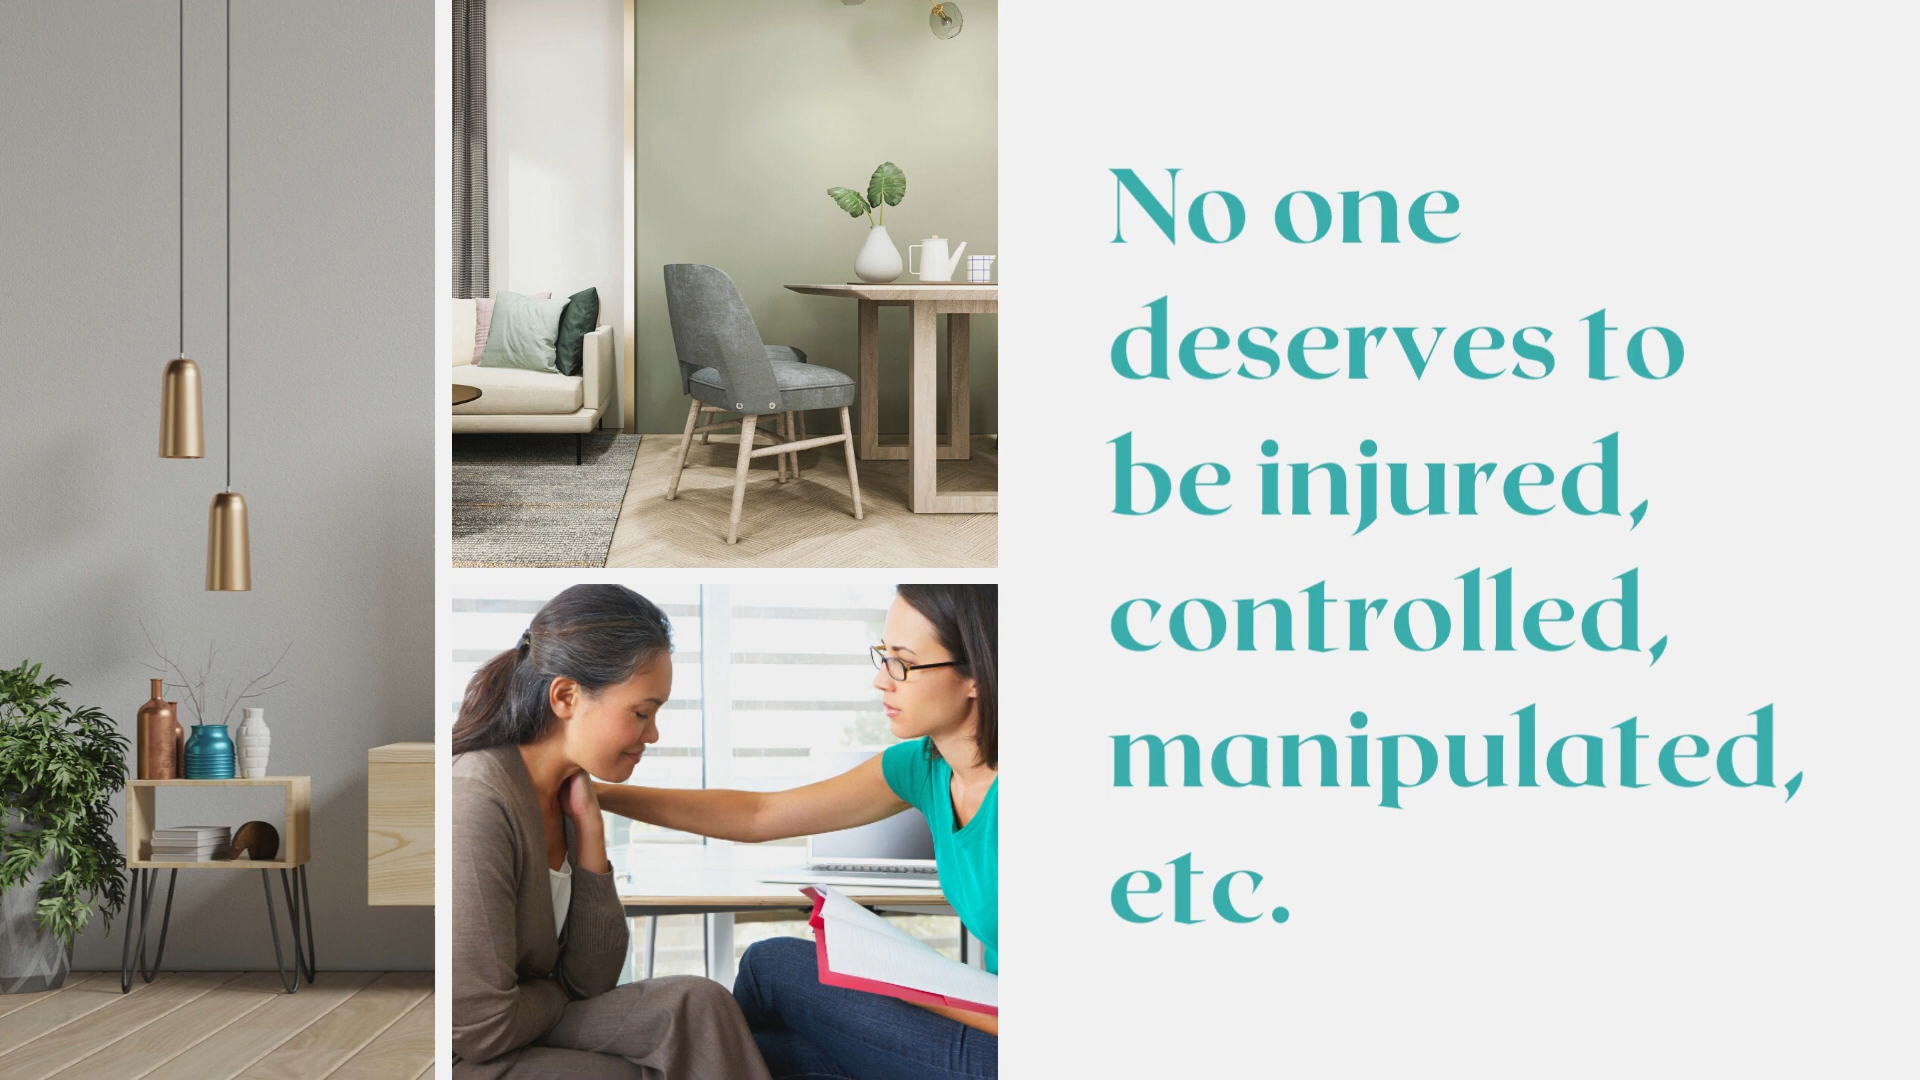 No one
deserves to
be injured,
controlled,
manipulated,
etc.